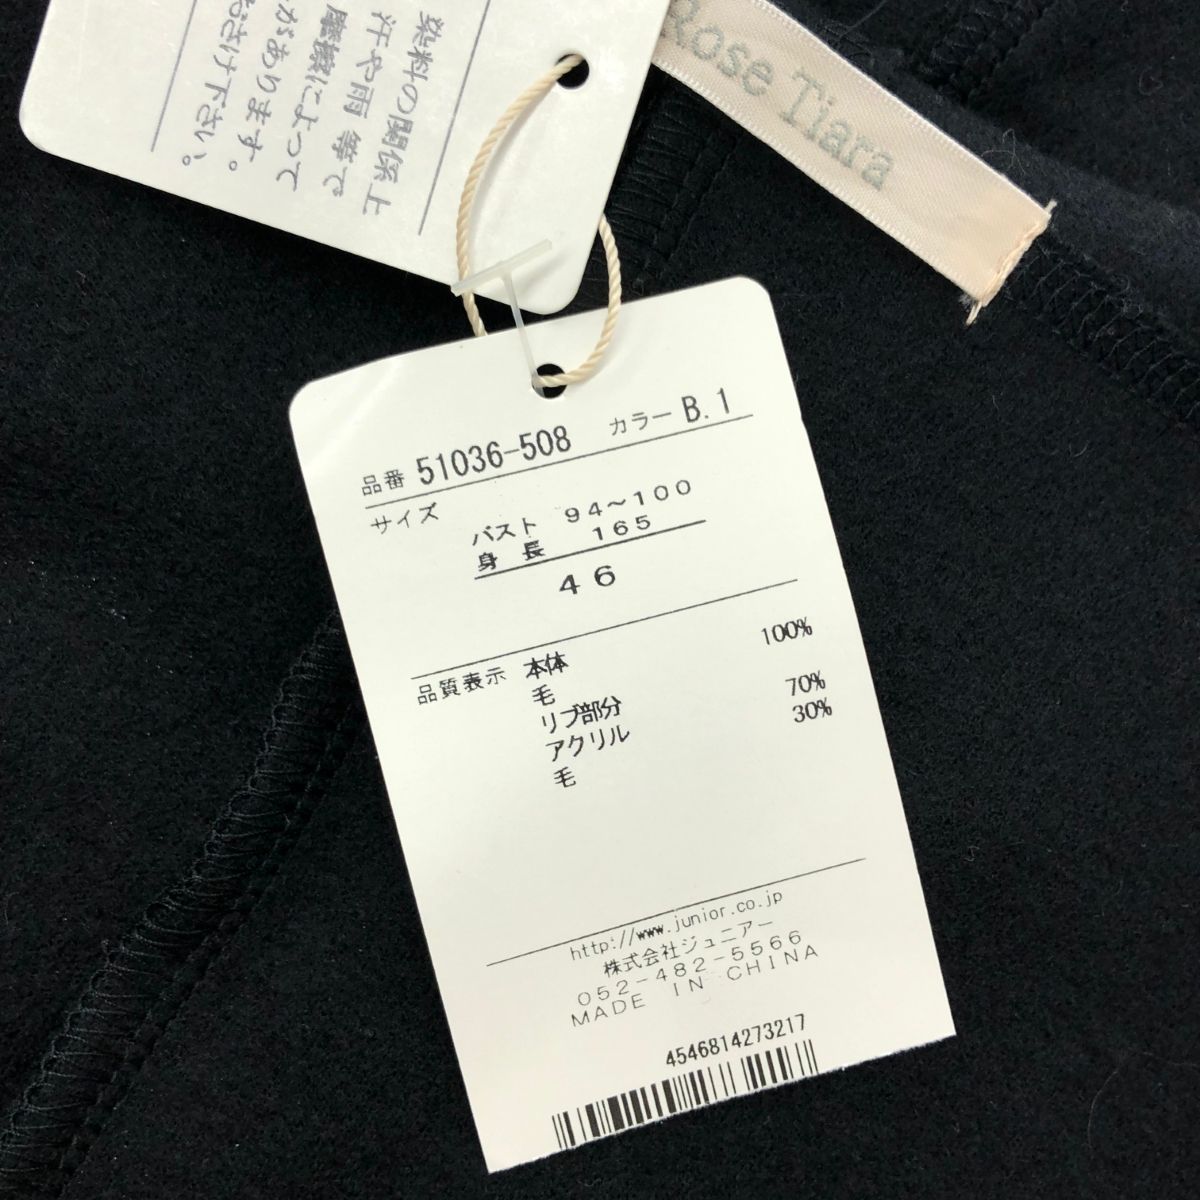 染料の関係上
汗や雨等で
摩擦によって
があります。
おさけ下さい。
Rose Tiara
品番 51036-508 カラー B.1
サイズ
バスト 94～100
身長 165
46
品質表示 本体
毛 100%
リブ部分
アクリル 70%
毛 30%
http://www.junior.co.jp
株式会社ジュニアー
052-482-5566
MADE IN CHINA
4546814273217